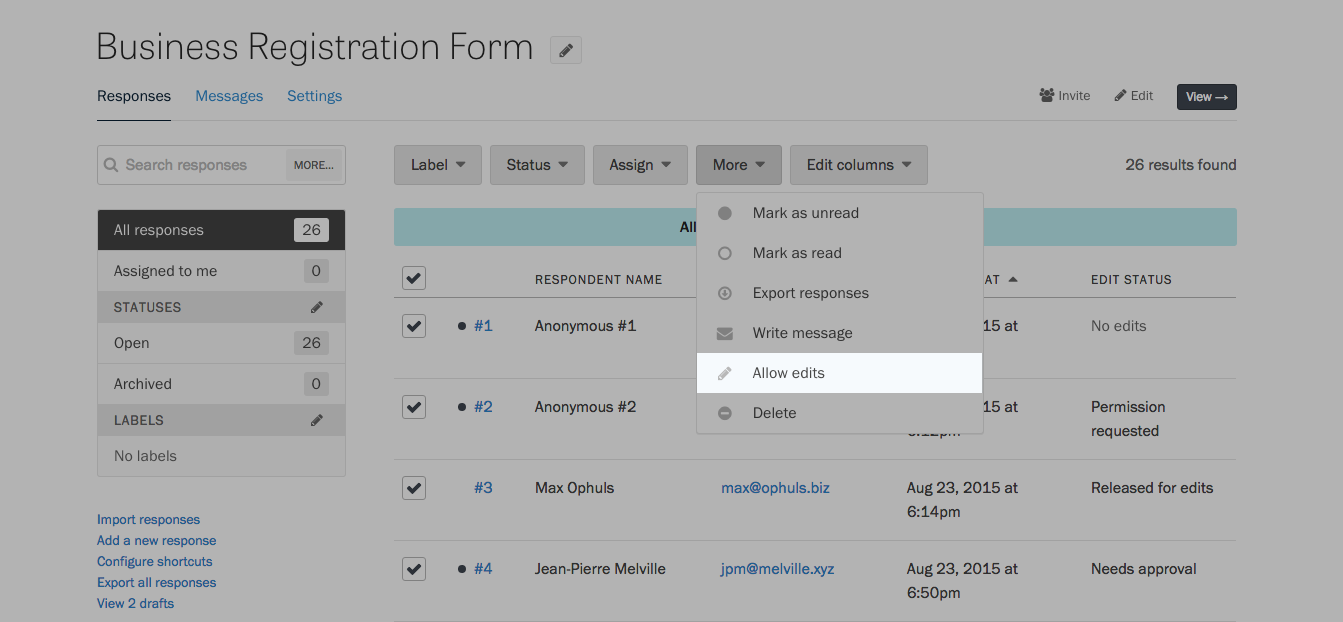 Business Registration Form
Responses Messages Settings
Invite Edit View →
Search responses MORE...
Label Status Assign More Edit columns
26 results found
All responses 26
Assigned to me 0
STATUSES
Open 26
Archived 0
LABELS
No labels
Import responses
Add a new response
Configure shortcuts
Export all responses
View 2 drafts
All
Mark as unread
Mark as read
Export responses
Write message
Allow edits
Delete
RESPONDENT NAME AT EDIT STATUS
#1 Anonymous #1 15 at No edits
#2 Anonymous #2 15 at Permission
requested
#3 Max Ophuls max@ophuls.biz Aug 23, 2015 at Released for edits
6:14pm
#4 Jean-Pierre Melville jpm@melville.xyz Aug 23, 2015 at Needs approval
6:50pm